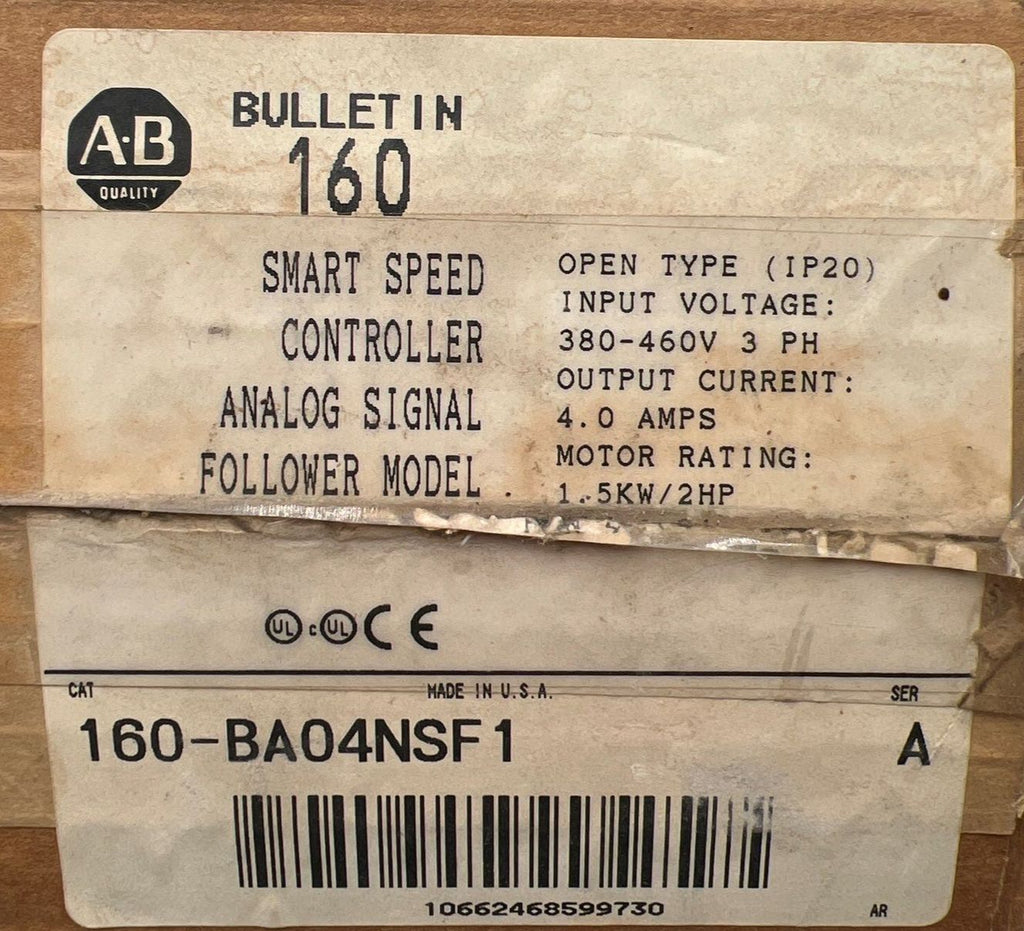 A·B
QUALITY
BULLETIN
160
SMART SPEED
CONTROLLER
ANALOG SIGNAL
FOLLOWER MODEL
OPEN TYPE (IP20)
INPUT VOLTAGE:
380-460V 3 PH
OUTPUT CURRENT:
4.0 AMPS
MOTOR RATING:
1.5KW/2HP
UL c UL CE
CAT MADE IN U.S.A. SER
160-BA04NSF1 A
10662468599730 AR